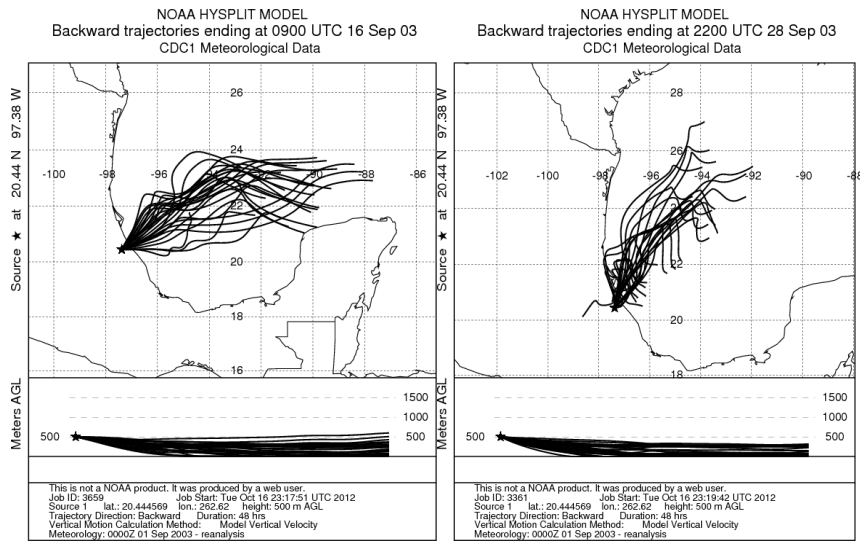 NOAA HYSPLIT MODEL
Backward trajectories ending at 0900 UTC 16 Sep 03
CDC1 Meteorological Data
Source ★ at 20.44 N 97.38 W
26
24
-100
-98
-96
-94
-92
-90
-88
-86
22
20
18
16
Meters AGL
1500
1000
500
500
This is not a NOAA product. It was produced by a web user.
Job ID: 3659 Job Start: Tue Oct 16 23:17:51 UTC 2012
Source 1 lat.: 20.444569 lon.: 262.62 height: 500 m AGL
Trajectory Direction: Backward Duration: 48 hrs
Vertical Motion Calculation Method: Model Vertical Velocity
Meteorology: 0000Z 01 Sep 2003 - reanalysis
NOAA HYSPLIT MODEL
Backward trajectories ending at 2200 UTC 28 Sep 03
CDC1 Meteorological Data
Source ★ at 20.44 N 97.38 W
28
26
-102
-100
-98
-96
-94
-92
-90
-88
24
22
20
18
Meters AGL
1500
1000
500
500
This is not a NOAA product. It was produced by a web user.
Job ID: 3361 Job Start: Tue Oct 16 23:19:42 UTC 2012
Source 1 lat.: 20.444569 lon.: 262.62 height: 500 m AGL
Trajectory Direction: Backward Duration: 48 hrs
Vertical Motion Calculation Method: Model Vertical Velocity
Meteorology: 0000Z 01 Sep 2003 - reanalysis